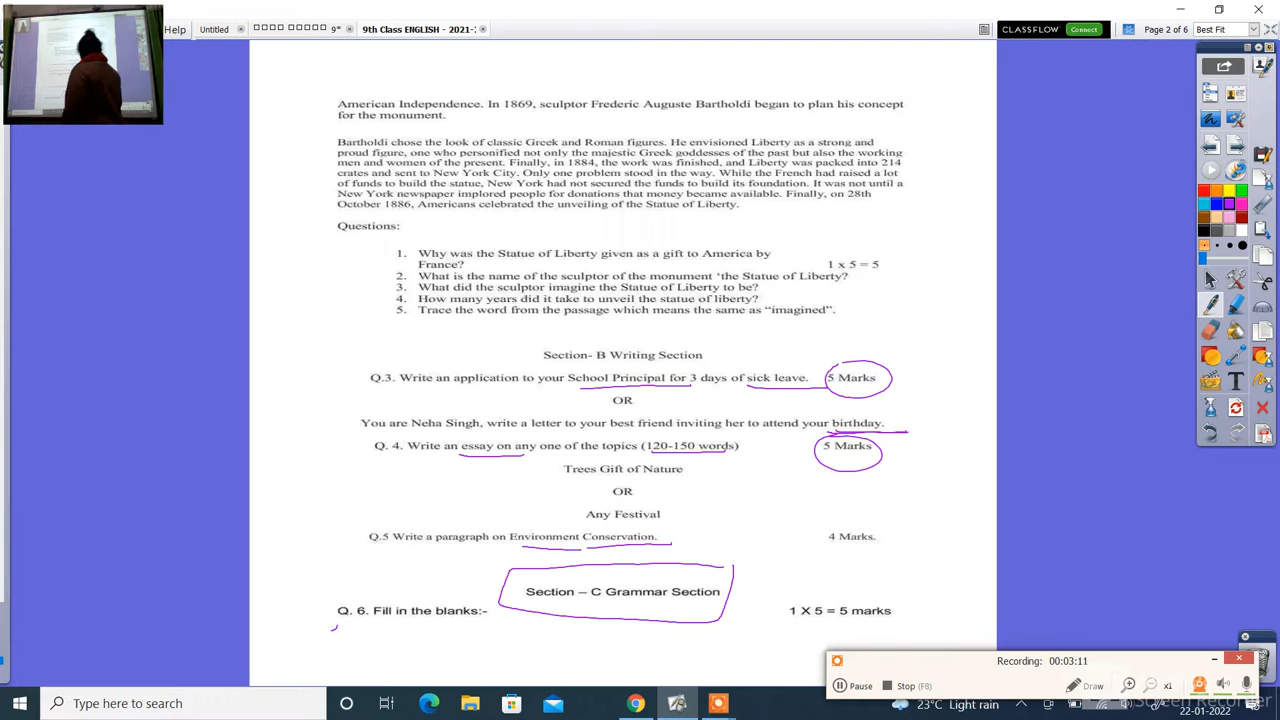 Help
Untitled
9"
9th Class ENGLISH - 2021-
CLASSFLOW Connect
Page 2 of 6
Best Fit
American Independence. In 1869, sculptor Frederic Auguste Bartholdi began to plan his concept
for the monument.
Bartholdi chose the look of classic Greek and Roman figures. He envisioned Liberty as a strong and
proud figure, one who personified not only the majestic Greek goddesses of the past but also the working
men and women of the present. Finally, in 1884, the work was finished, and Liberty was packed into 214
crates and sent to New York City. Only one problem stood in the way. While the French had raised a lot
of funds to build the statue, New York had not secured the funds to build its foundation. It was not until a
New York newspaper implored people for donations that money became available. Finally, on 28th
October 1886, Americans celebrated the unveiling of the Statue of Liberty.
Questions:
1. Why was the Statue of Liberty given as a gift to America by
France? 1 x 5 = 5
2. What is the name of the sculptor of the monument ‘the Statue of Liberty?
3. What did the sculptor imagine the Statue of Liberty to be?
4. How many years did it take to unveil the statue of liberty?
5. Trace the word from the passage which means the same as “imagined”.
Section- B Writing Section
Q.3. Write an application to your School Principal for 3 days of sick leave. 5 Marks
OR
You are Neha Singh, write a letter to your best friend inviting her to attend your birthday.
Q. 4. Write an essay on any one of the topics (120-150 words) 5 Marks
Trees Gift of Nature
OR
Any Festival
Q.5 Write a paragraph on Environment Conservation. 4 Marks.
Section – C Grammar Section
Q. 6. Fill in the blanks:- 1 X 5 = 5 marks
Recording: 00:03:11
Pause
Stop (F8)
Draw
x1
Type here to search
23°C Light rain
22-01-2022